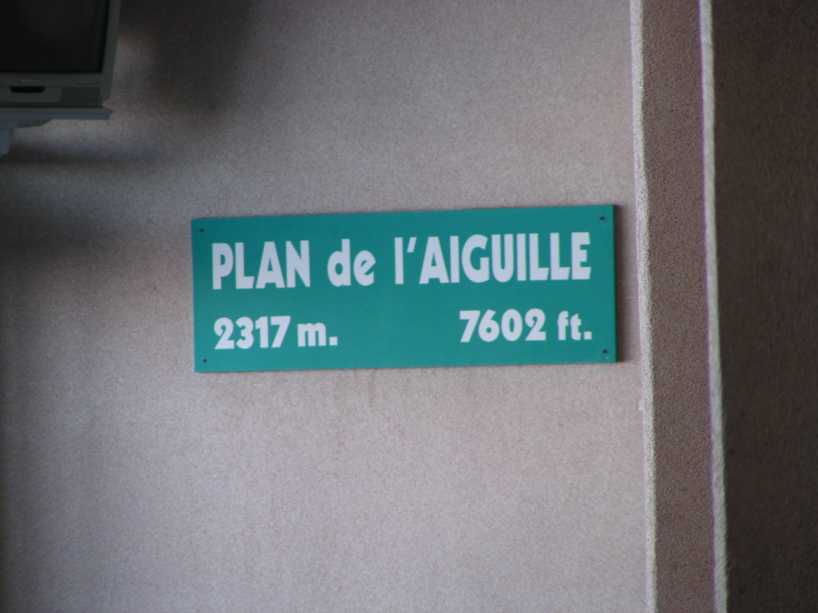 PLAN de l'AIGUILLE
2317 m. 7602 ft.